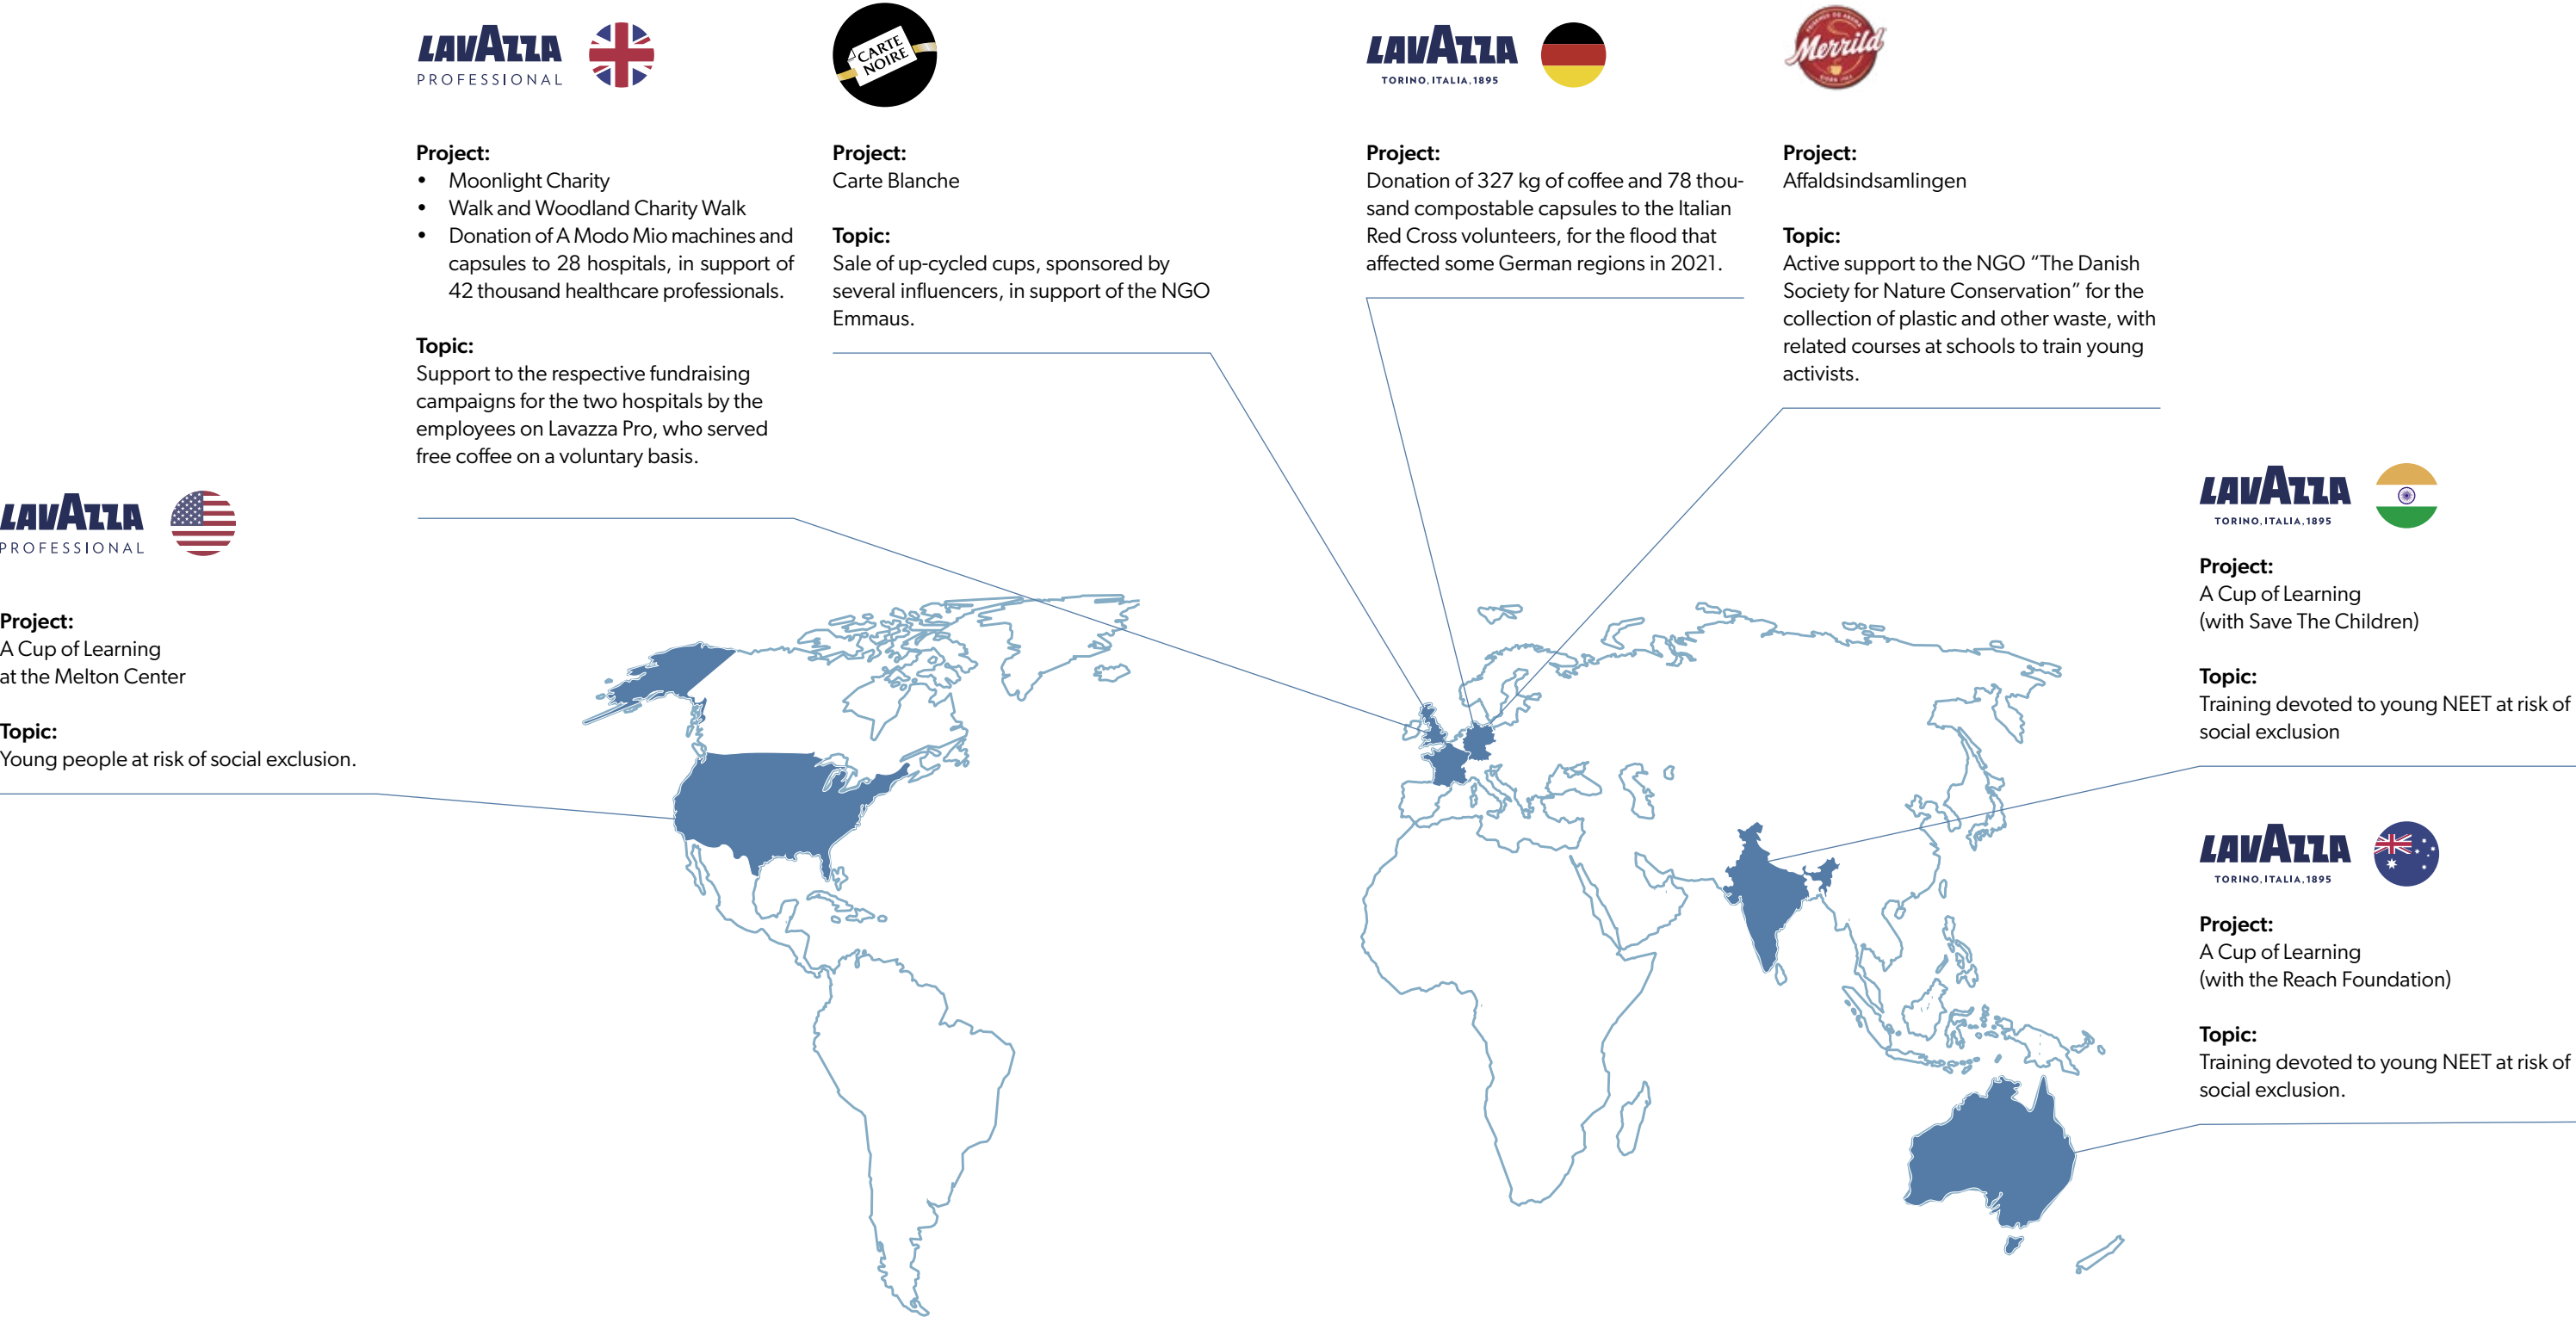 LAVAZZA
PROFESSIONAL
Project:
• Moonlight Charity
• Walk and Woodland Charity Walk
• Donation of A Modo Mio machines and
capsules to 28 hospitals, in support of
42 thousand healthcare professionals.
Topic:
Support to the respective fundraising
campaigns for the two hospitals by the
employees on Lavazza Pro, who served
free coffee on a voluntary basis.
CARTE
NOIRE
Project:
Carte Blanche
Topic:
Sale of up-cycled cups, sponsored by
several influencers, in support of the NGO
Emmaus.
LAVAZZA
TORINO, ITALIA, 1895
Project:
Donation of 327 kg of coffee and 78 thou-
sand compostable capsules to the Italian
Red Cross volunteers, for the flood that
affected some German regions in 2021.
Merrild
Project:
Affaldsindsamlingen
Topic:
Active support to the NGO “The Danish
Society for Nature Conservation” for the
collection of plastic and other waste, with
related courses at schools to train young
activists.
LAVAZZA
PROFESSIONAL
Project:
A Cup of Learning
at the Melton Center
Topic:
Young people at risk of social exclusion.
LAVAZZA
TORINO, ITALIA, 1895
Project:
A Cup of Learning
(with Save The Children)
Topic:
Training devoted to young NEET at risk of
social exclusion
LAVAZZA
TORINO, ITALIA, 1895
Project:
A Cup of Learning
(with the Reach Foundation)
Topic:
Training devoted to young NEET at risk of
social exclusion.